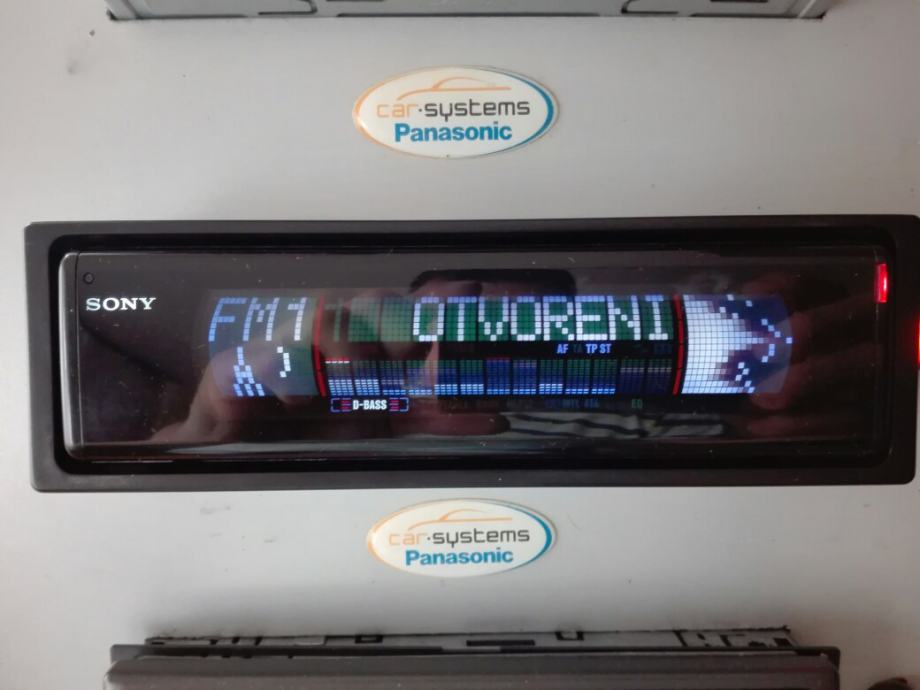 car·systems
Panasonic
SONY
FM1
OTVORENI
AF TA TP ST
D-BASS
EQ
car·systems
Panasonic